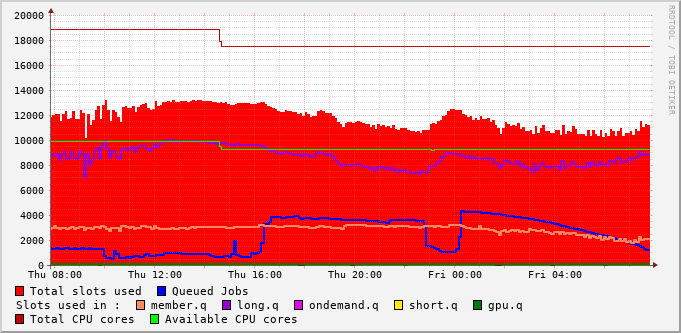 20000
18000
16000
14000
12000
10000
8000
6000
4000
2000
0
Thu 08:00 Thu 12:00 Thu 16:00 Thu 20:00 Fri 00:00 Fri 04:00
Total slots used Queued Jobs
Slots used in : member.q long.q ondemand.q short.q gpu.q
Total CPU cores Available CPU cores
RRDTOOL / TOBI OETIKER